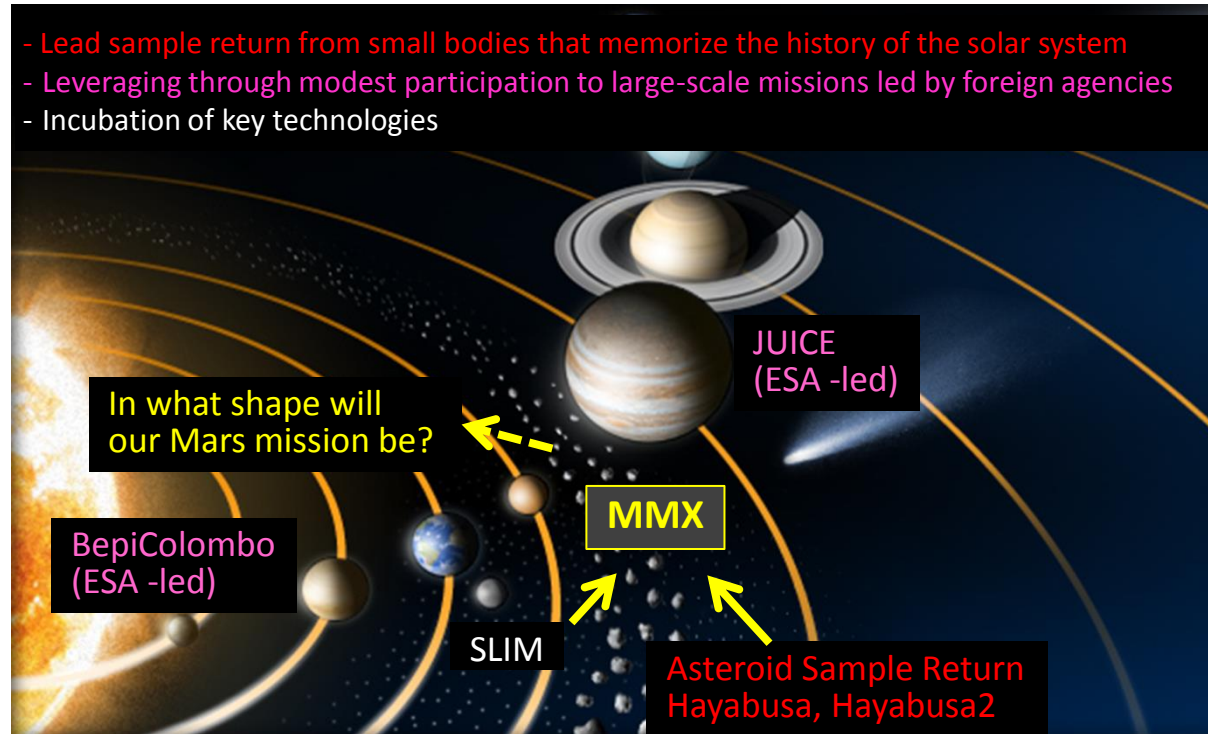 - Lead sample return from small bodies that memorize the history of the solar system
- Leveraging through modest participation to large-scale missions led by foreign agencies
- Incubation of key technologies
JUICE
(ESA -led)
In what shape will
our Mars mission be?
MMX
BepiColombo
(ESA -led)
SLIM
Asteroid Sample Return
Hayabusa, Hayabusa2